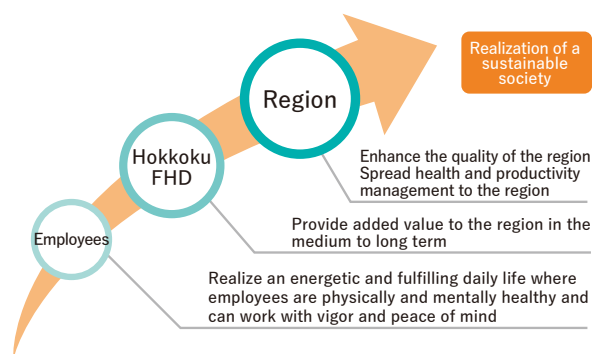 Realization of a
sustainable
society
Region
Enhance the quality of the region
Spread health and productivity
management to the region
Hokkoku
FHD
Provide added value to the region in the
medium to long term
Employees
Realize an energetic and fulfilling daily life where
employees are physically and mentally healthy and
can work with vigor and peace of mind